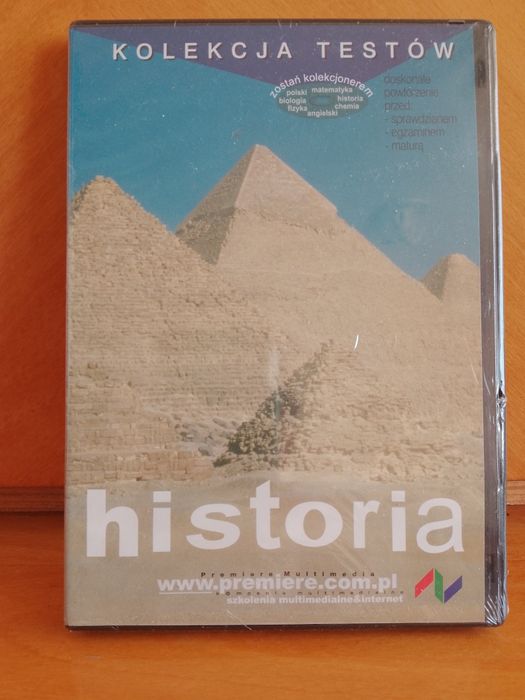 KOLEKCJA TESTÓW
zostań kolekcjonerem
polski matematyka
biologia historia
fizyka chemia
angielski
doskonałe
powtórzenie
przed:
- sprawdzianem
- egzaminem
- maturą
historia
Premiere Multimedia
www.premiere.com.pl
multimedialne
szkolenia multimedialne&internet